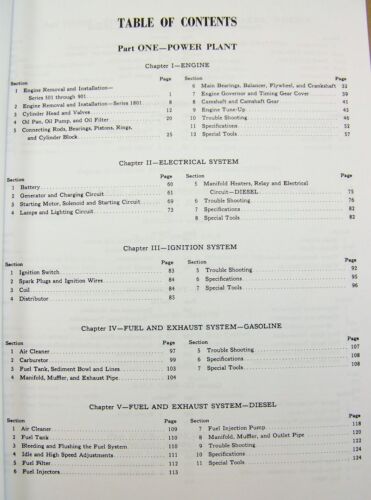 TABLE OF CONTENTS
Part ONE—POWER PLANT
Chapter I—ENGINE
Section Page
1 Engine Removal and Installation—
Series 501 through 901 1
2 Engine Removal and Installation—Series 1801 8
3 Cylinder Head and Valves 12
4 Oil Pan, Oil Pump, and Oil Filter 20
5 Connecting Rods, Bearings, Pistons, Rings,
and Cylinder Block 25
Section Page
6 Main Bearings, Balancer, Flywheel, and Crankshaft 32
7 Engine Governor and Timing Gear Cover 39
8 Camshaft and Camshaft Gear 41
9 Engine Tune-Up 43
10 Trouble Shooting 46
11 Specifications 52
12 Special Tools 57
Chapter II—ELECTRICAL SYSTEM
Section Page
1 Battery 60
2 Generator and Charging Circuit 61
3 Starting Motor, Solenoid and Starting Circuit 69
4 Lamps and Lighting Circuit 73
Section Page
5 Manifold Heaters, Relay and Electrical
Circuit—DIESEL 75
6 Trouble Shooting 76
7 Specifications 82
8 Special Tools 82
Chapter III—IGNITION SYSTEM
Section Page
1 Ignition Switch 83
2 Spark Plugs and Ignition Wires 83
3 Coil 84
4 Distributor 85
Section Page
5 Trouble Shooting 92
6 Specifications 95
7 Special Tools 96
Chapter IV—FUEL AND EXHAUST SYSTEM—GASOLINE
Section Page
1 Air Cleaner 97
2 Carburetor 99
3 Fuel Tank, Sediment Bowl and Lines 103
4 Manifold, Muffler, and Exhaust Pipe 104
Section Page
5 Trouble Shooting 107
6 Specifications 108
7 Special Tools 108
Chapter V—FUEL AND EXHAUST SYSTEM—DIESEL
Section Page
1 Air Cleaner 109
2 Fuel Tank 110
3 Bleeding and Flushing the Fuel System 110
4 Idle and High Speed Adjustments 111
5 Fuel Filter 112
6 Fuel Injectors 113
Section Page
7 Fuel Injection Pump 118
8 Manifold, Muffler, and Outlet Pipe 120
9 Trouble Shooting 122
10 Specifications 124
11 Special Tools 124